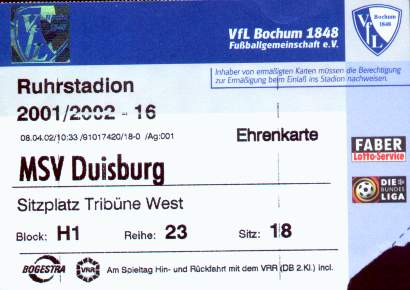 VfL Bochum 1848
Fußballgemeinschaft e.V.
VfL
Bochum
1848
VfL
Ruhrstadion
2001/2002 - 16
08.04.02/10:33 /91017420/18-0 /Ag:001
Inhaber von ermäßigten Karten müssen die Berechtigung
zur Ermäßigung beim Einlaß ins Stadion nachweisen.
Ehrenkarte
MSV Duisburg
FABER
Lotto-Service
Sitzplatz Tribüne West
DIE
BUNDES
LIGA
Block: H1 Reihe: 23 Sitz: 18
BOGESTRA
VRR
Am Spieltag Hin- und Rückfahrt mit dem VRR (DB 2.Kl.) incl.